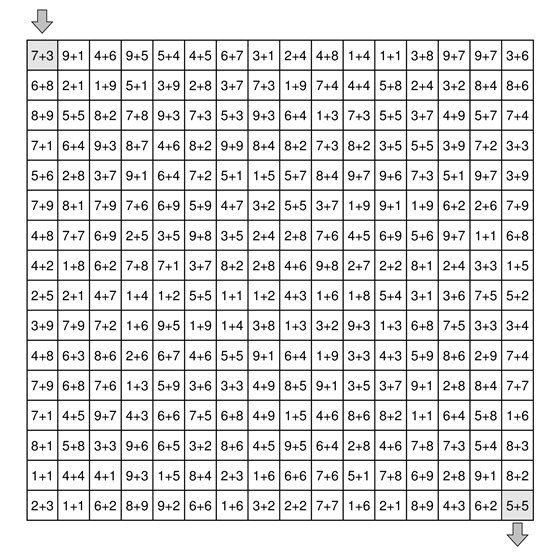 7+3 9+1 4+6 9+5 5+4 4+5 6+7 3+1 2+4 4+8 1+4 1+1 3+8 9+7 9+7 3+6
6+8 2+1 1+9 5+1 3+9 2+8 3+7 7+3 1+9 7+4 4+4 5+8 2+4 3+2 8+4 8+6
8+9 5+5 8+2 7+8 9+3 7+3 5+3 9+3 6+4 1+3 7+3 5+5 3+7 4+9 5+7 7+4
7+1 6+4 9+3 8+7 4+6 8+2 9+9 8+4 8+2 7+3 8+2 3+5 5+5 3+9 7+2 3+3
5+6 2+8 3+7 9+1 6+4 7+2 5+1 1+5 5+7 8+4 9+7 9+6 7+3 5+1 9+7 3+9
7+9 8+1 7+9 7+6 6+9 5+9 4+7 3+2 5+5 3+7 1+9 9+1 1+9 6+2 2+6 7+9
4+8 7+7 6+9 2+5 3+5 9+8 3+5 2+4 2+8 7+6 4+5 6+9 5+6 9+7 1+1 6+8
4+2 1+8 6+2 7+8 7+1 3+7 8+2 2+8 4+6 9+8 2+7 2+2 8+1 2+4 3+3 1+5
2+5 2+1 4+7 1+4 1+2 5+5 1+1 1+2 4+3 1+6 1+8 5+4 3+1 3+6 7+5 5+2
3+9 7+9 7+2 1+6 9+5 1+9 1+4 3+8 1+3 3+2 9+3 1+3 6+8 7+5 3+3 3+4
4+8 6+3 8+6 2+6 6+7 4+6 5+5 9+1 6+4 1+9 3+3 4+3 5+9 8+6 2+9 7+4
7+9 6+8 7+6 1+3 5+9 3+6 3+3 4+9 8+5 9+1 3+5 3+7 9+1 2+8 8+4 7+7
7+1 4+5 9+7 4+3 6+6 7+5 6+8 4+9 1+5 4+6 8+6 8+2 1+1 6+4 5+8 1+6
8+1 5+8 3+3 9+6 6+5 3+2 8+6 4+5 9+5 6+4 2+8 4+6 7+8 7+3 5+4 8+3
1+1 4+4 4+1 9+3 1+5 8+4 2+3 1+6 6+6 7+6 5+1 7+8 6+9 2+8 9+1 8+2
2+3 1+1 6+2 8+9 9+2 6+6 1+6 3+2 2+2 7+7 1+6 2+1 8+9 4+3 6+2 5+5